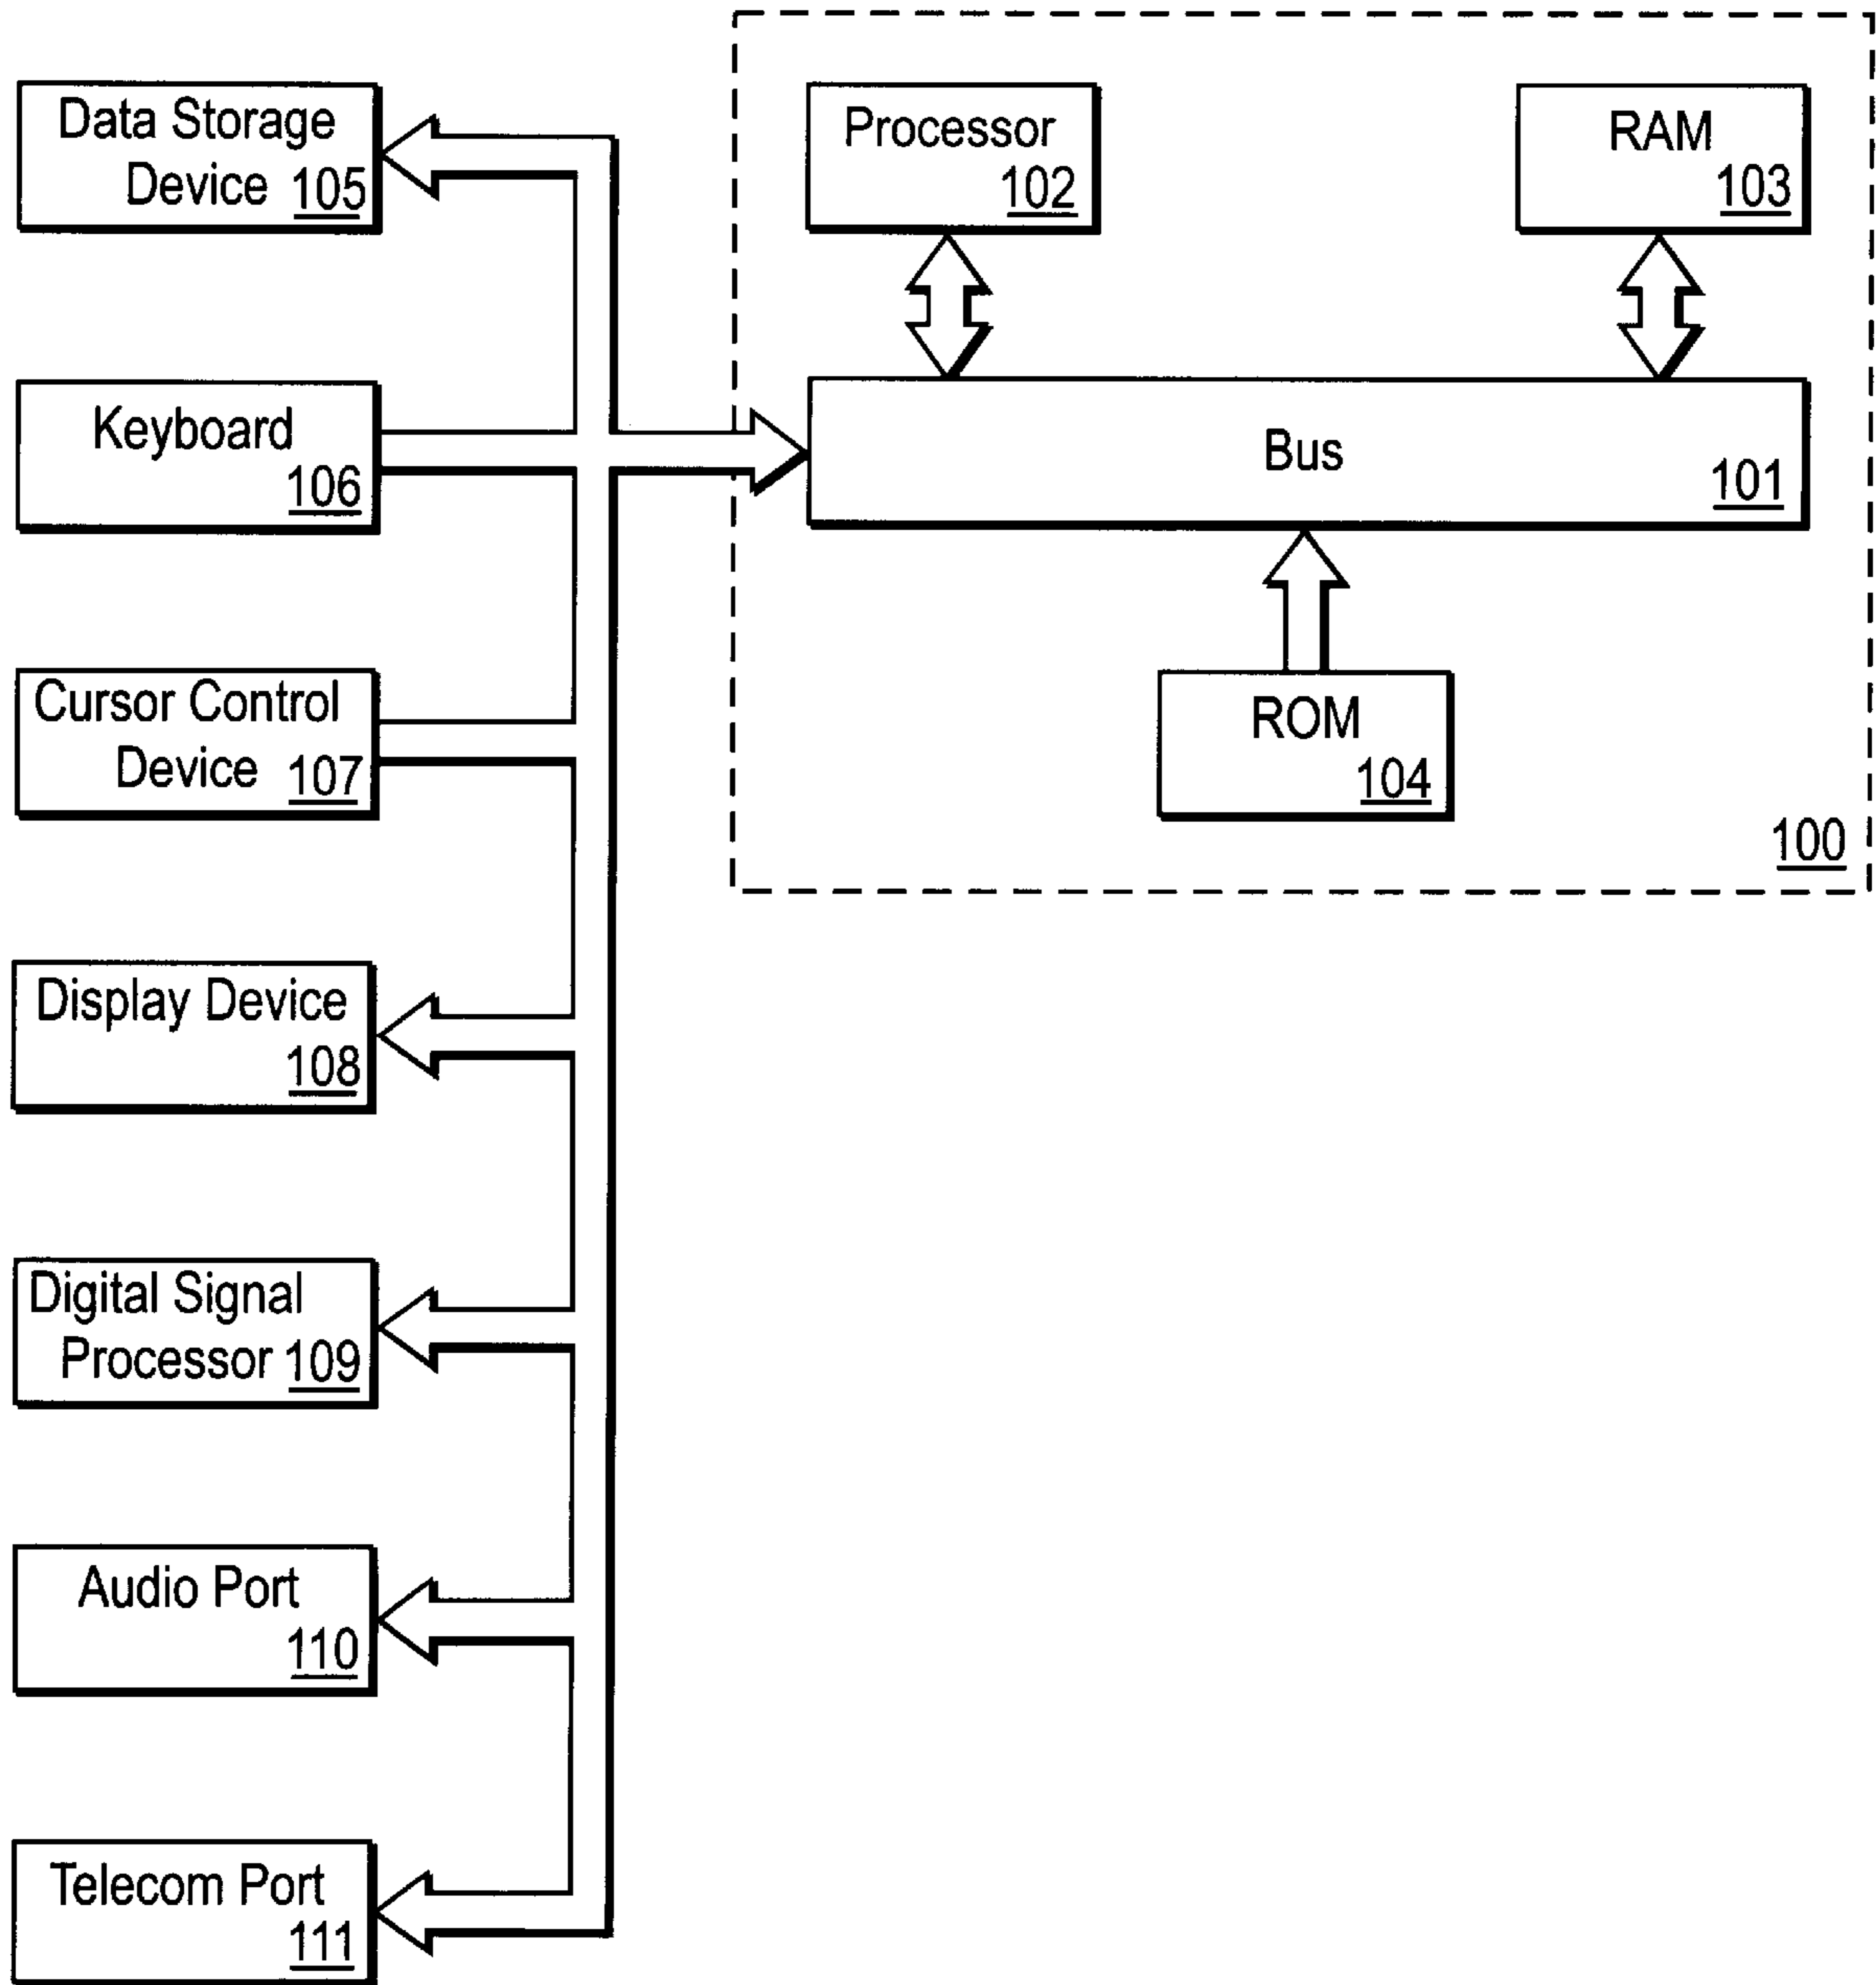 Data Storage
Device 105
Keyboard
106
Cursor Control
Device 107
Display Device
108
Digital Signal
Processor 109
Audio Port
110
Telecom Port
111
Processor
102
RAM
103
Bus
101
ROM
104
100